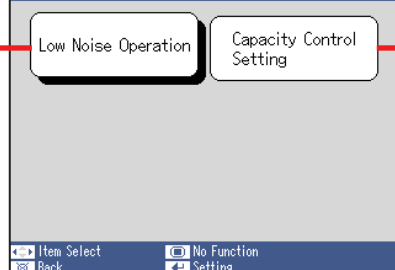 Low Noise Operation
Capacity Control
Setting
Item Select
No Function
Back
Setting